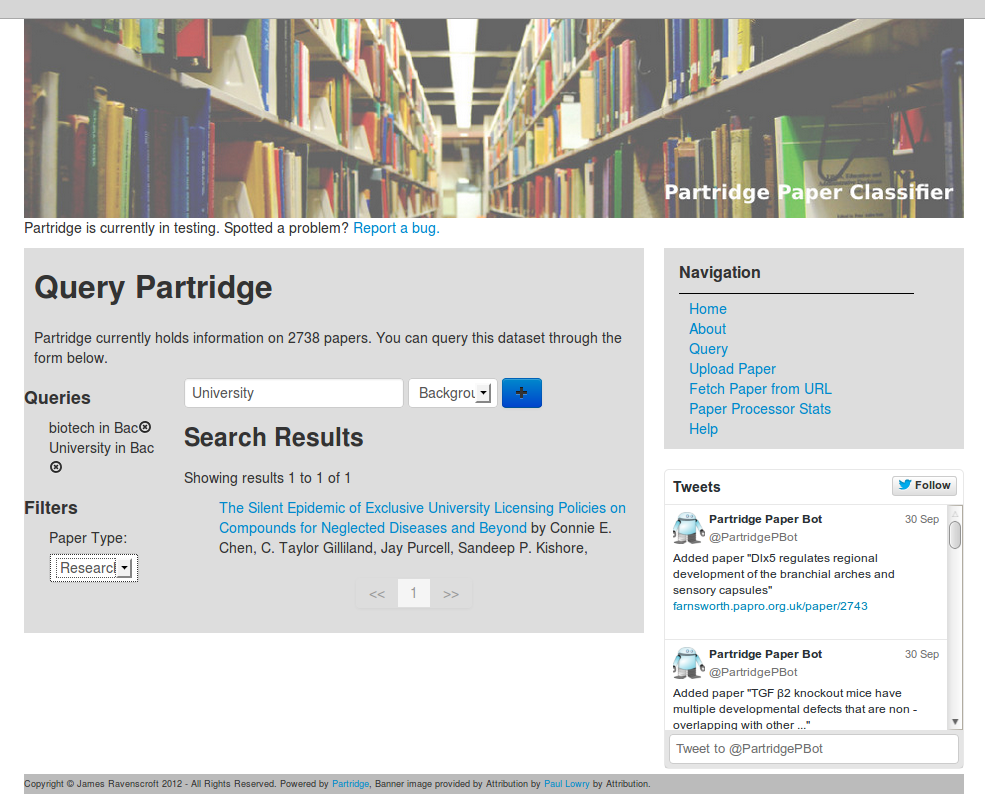 Partridge Paper Classifier
Partridge is currently in testing. Spotted a problem? Report a bug.
Query Partridge
Partridge currently holds information on 2738 papers. You can query this dataset through the
form below.
Queries
biotech in Bac
University in Bac
University
Backgrou
+
Search Results
Showing results 1 to 1 of 1
The Silent Epidemic of Exclusive University Licensing Policies on
Compounds for Neglected Diseases and Beyond by Connie E.
Chen, C. Taylor Gilliland, Jay Purcell, Sandeep P. Kishore,
<< 1 >>
Filters
Paper Type:
Research
Navigation
Home
About
Query
Upload Paper
Fetch Paper from URL
Paper Processor Stats
Help
Tweets
Follow
Partridge Paper Bot 30 Sep
@PartridgePBot
Added paper "Dlx5 regulates regional
development of the branchial arches and
sensory capsules"
farnsworth.papro.org.uk/paper/2743
Partridge Paper Bot 30 Sep
@PartridgePBot
Added paper "TGF β2 knockout mice have
multiple developmental defects that are non -
overlapping with other ..."
Tweet to @PartridgePBot
Copyright © James Ravenscroft 2012 - All Rights Reserved. Powered by Partridge, Banner image provided by Attribution by Paul Lowry by Attribution.